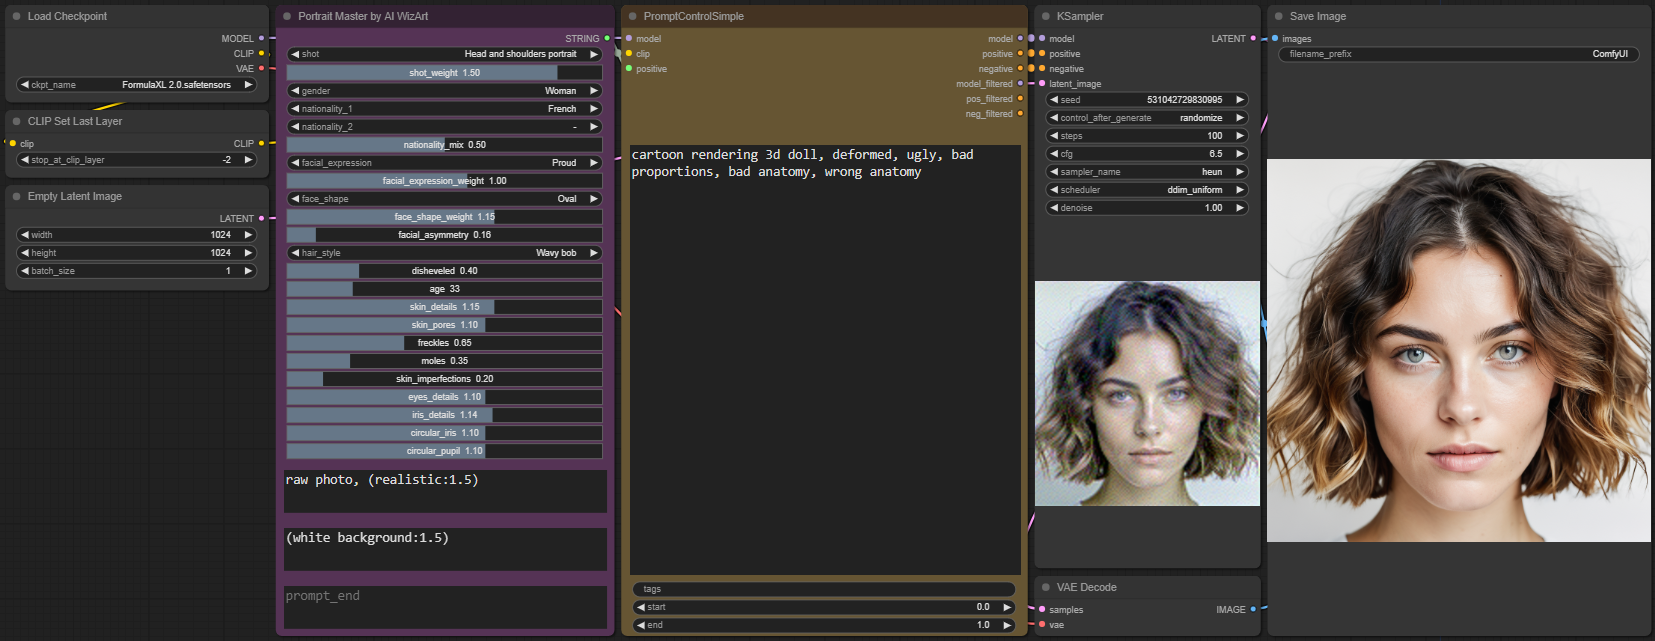 Load Checkpoint
MODEL
CLIP
VAE
ckpt_name FormulaXL 2.0.safetensors
CLIP Set Last Layer
clip CLIP
stop_at_clip_layer -2
Empty Latent Image
LATENT
width 1024
height 1024
batch_size 1
Portrait Master by AI WizArt
STRING
shot Head and shoulders portrait
shot_weight 1.50
gender Woman
nationality_1 French
nationality_2 -
nationality_mix 0.50
facial_expression Proud
facial_expression_weight 1.00
face_shape Oval
face_shape_weight 1.15
facial_asymmetry 0.16
hair_style Wavy bob
disheveled 0.40
age 33
skin_details 1.15
skin_pores 1.10
freckles 0.65
moles 0.35
skin_imperfections 0.20
eyes_details 1.10
iris_details 1.14
circular_iris 1.10
circular_pupil 1.10
raw photo, (realistic:1.5)
(white background:1.5)
prompt_end
PromptControlSimple
model model
clip positive
positive negative
model_filtered
pos_filtered
neg_filtered
cartoon rendering 3d doll, deformed, ugly, bad
proportions, bad anatomy, wrong anatomy
tags
start 0.0
end 1.0
KSampler
model LATENT
positive
negative
latent_image
seed 531042729830995
control_after_generate randomize
steps 100
cfg 6.5
sampler_name heun
scheduler ddim_uniform
denoise 1.00
VAE Decode
samples IMAGE
vae
Save Image
images
filename_prefix ComfyUI